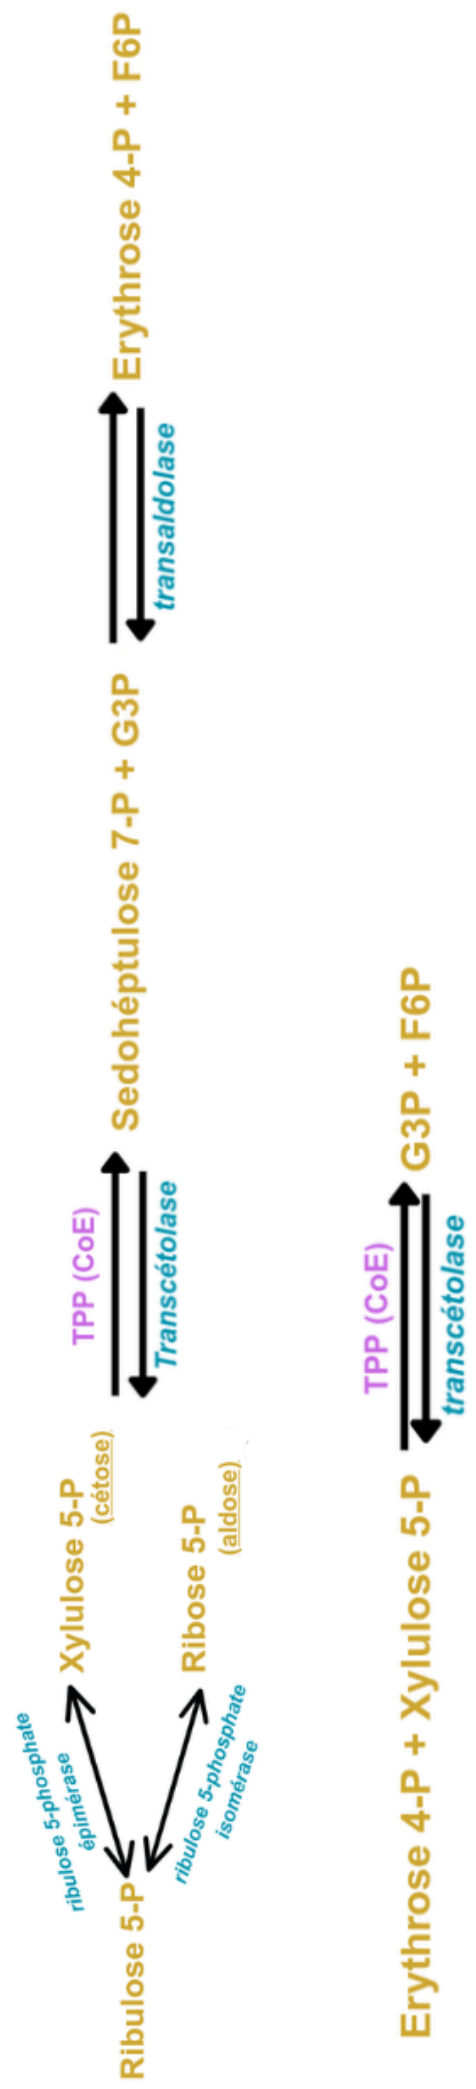 Ribulose 5-P
ribulose 5-phosphate
épimérase
ribulose 5-phosphate
isomérase
Xylulose 5-P
(cétose)
Ribose 5-P
(aldose)
TPP (CoE)
Transcétolase
Sedohéptulose 7-P + G3P
transaldolase
Erythrose 4-P + F6P
Erythrose 4-P + Xylulose 5-P
TPP (CoE)
transcétolase
G3P + F6P